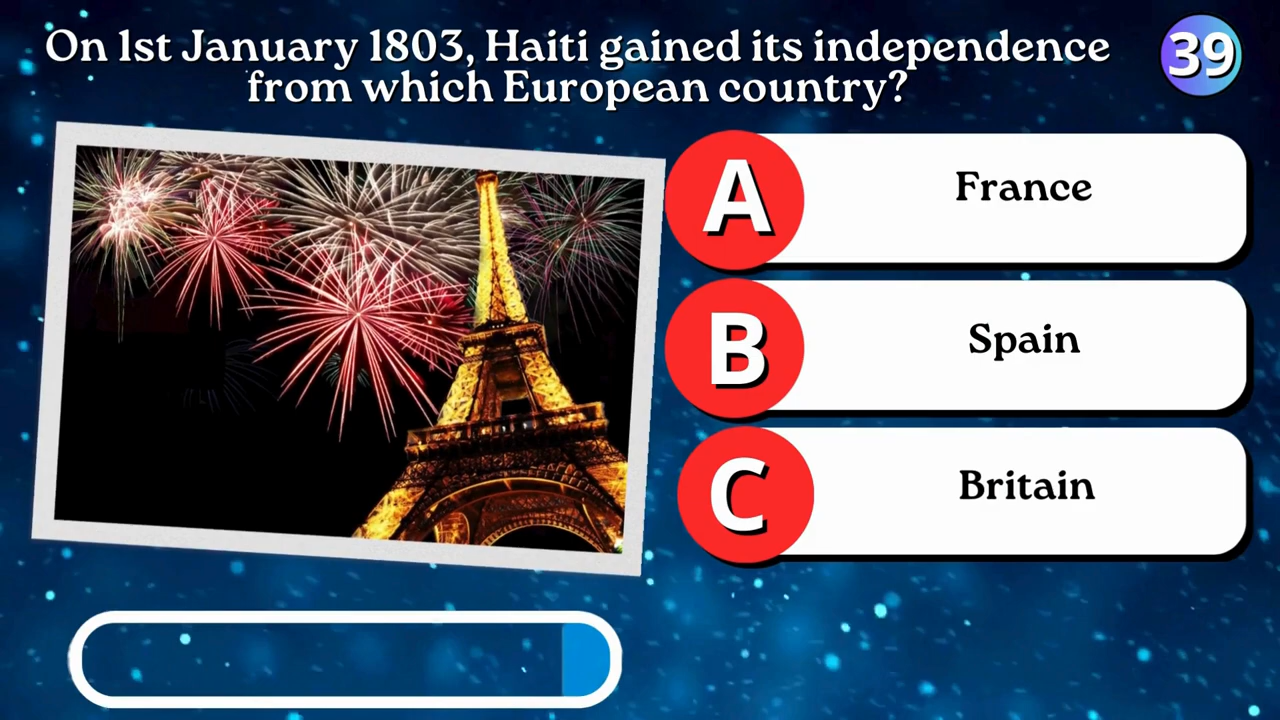 On 1st January 1803, Haiti gained its independence
from which European country?
39
A
France
B
Spain
C
Britain